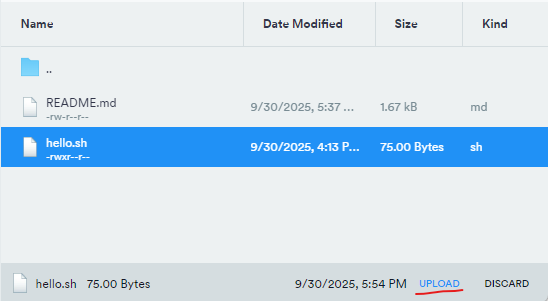 Name Date Modified Size Kind
..
README.md 9/30/2025, 5:37 ... 1.67 kB md
-rw-r--r--
hello.sh 9/30/2025, 4:13 P... 75.00 Bytes sh
-rwxr--r--
hello.sh 75.00 Bytes 9/30/2025, 5:54 PM UPLOAD DISCARD